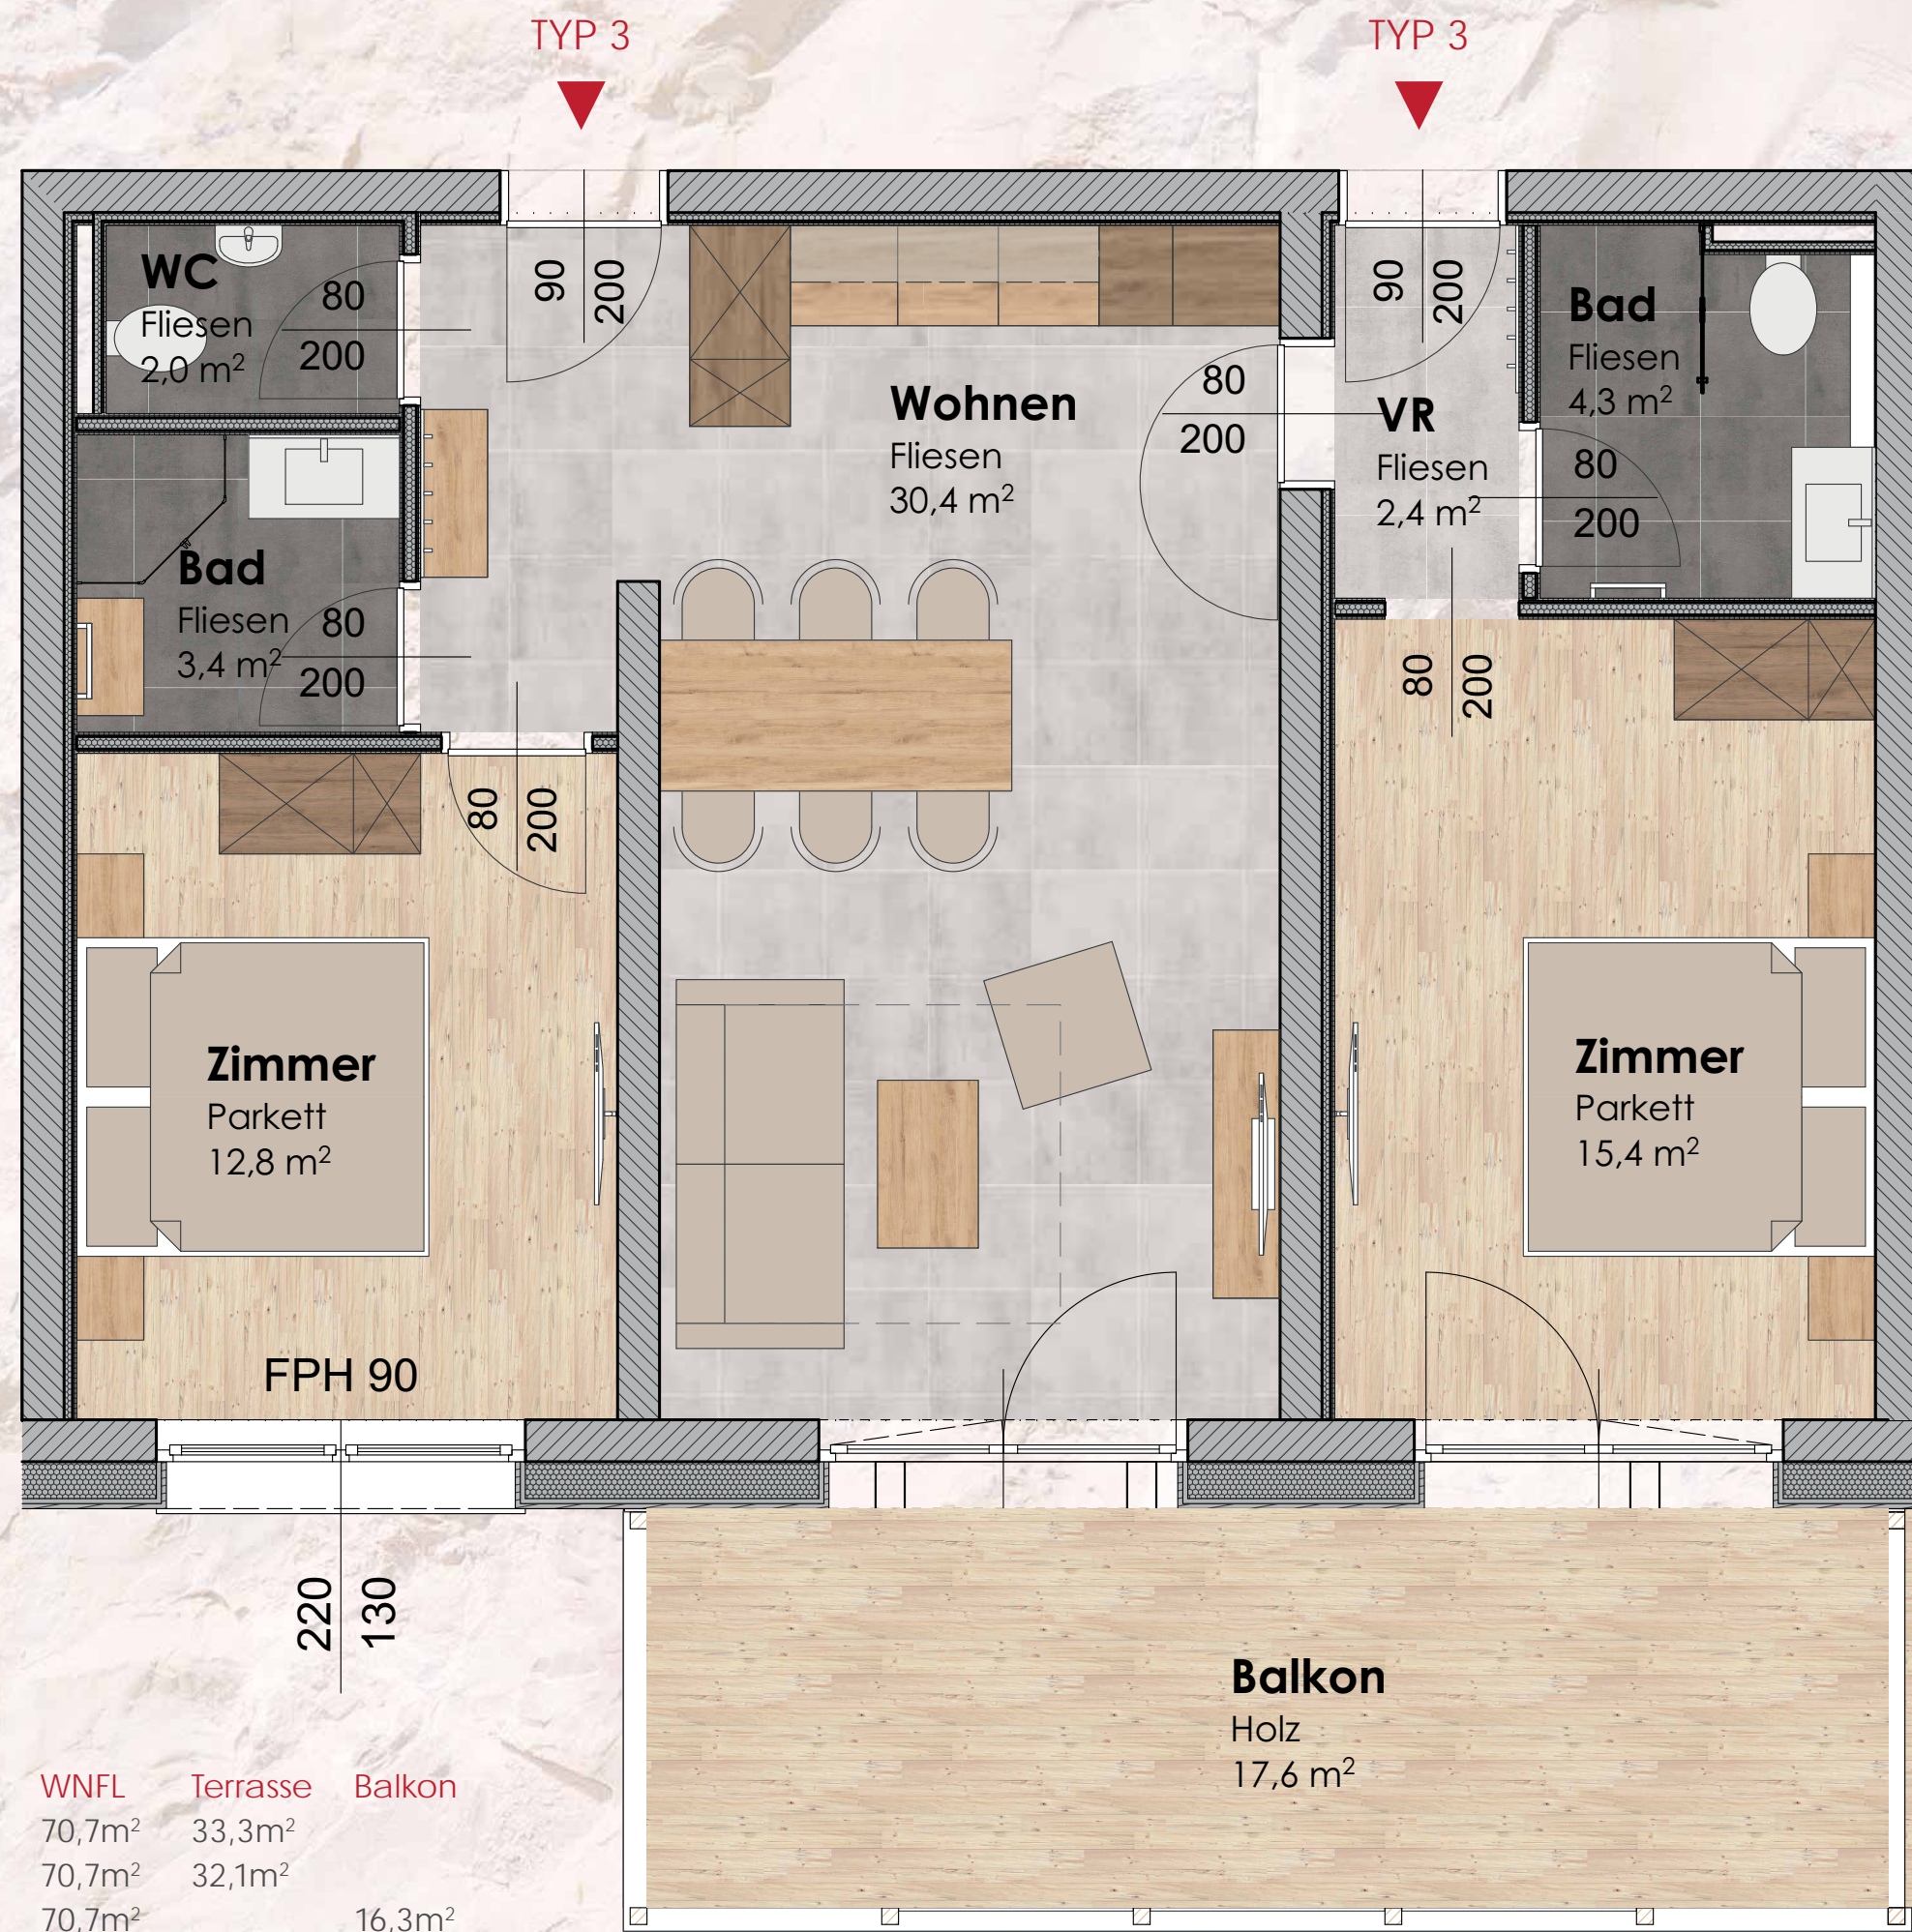 TYP 3
TYP 3
WC
Fliesen
2,0 m²
80
200
90
200
Wohnen
Fliesen
30,4 m²
80
200
90
200
VR
Fliesen
2,4 m²
Bad
Fliesen
4,3 m²
80
200
Bad
Fliesen
3,4 m²
80
200
80
200
80
200
Zimmer
Parkett
12,8 m²
Zimmer
Parkett
15,4 m²
FPH 90
220
130
Balkon
Holz
17,6 m²
WNFL Terrasse Balkon
70,7m² 33,3m²
70,7m² 32,1m²
70,7m² 16,3m²